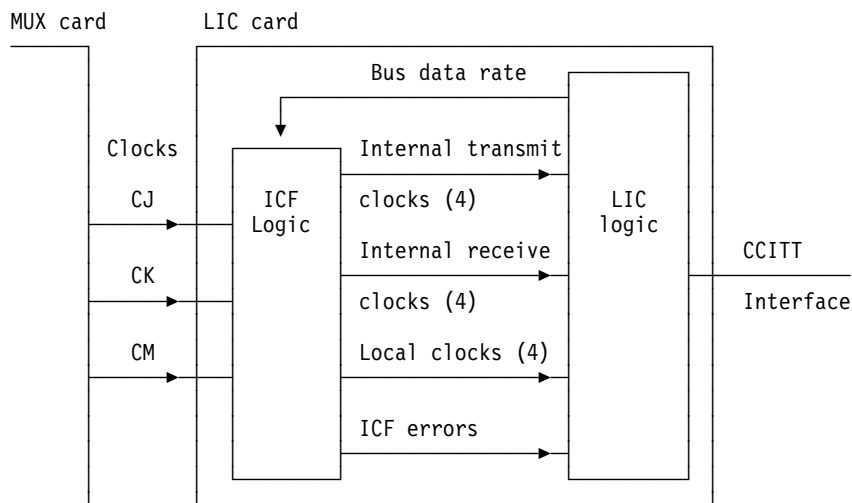 MUX card
LIC card
Bus data rate
Clocks
Internal transmit
clocks (4)
ICF
Logic
LIC
logic
CJ
Internal receive
clocks (4)
CCITT
Interface
CK
CM
Local clocks (4)
ICF errors